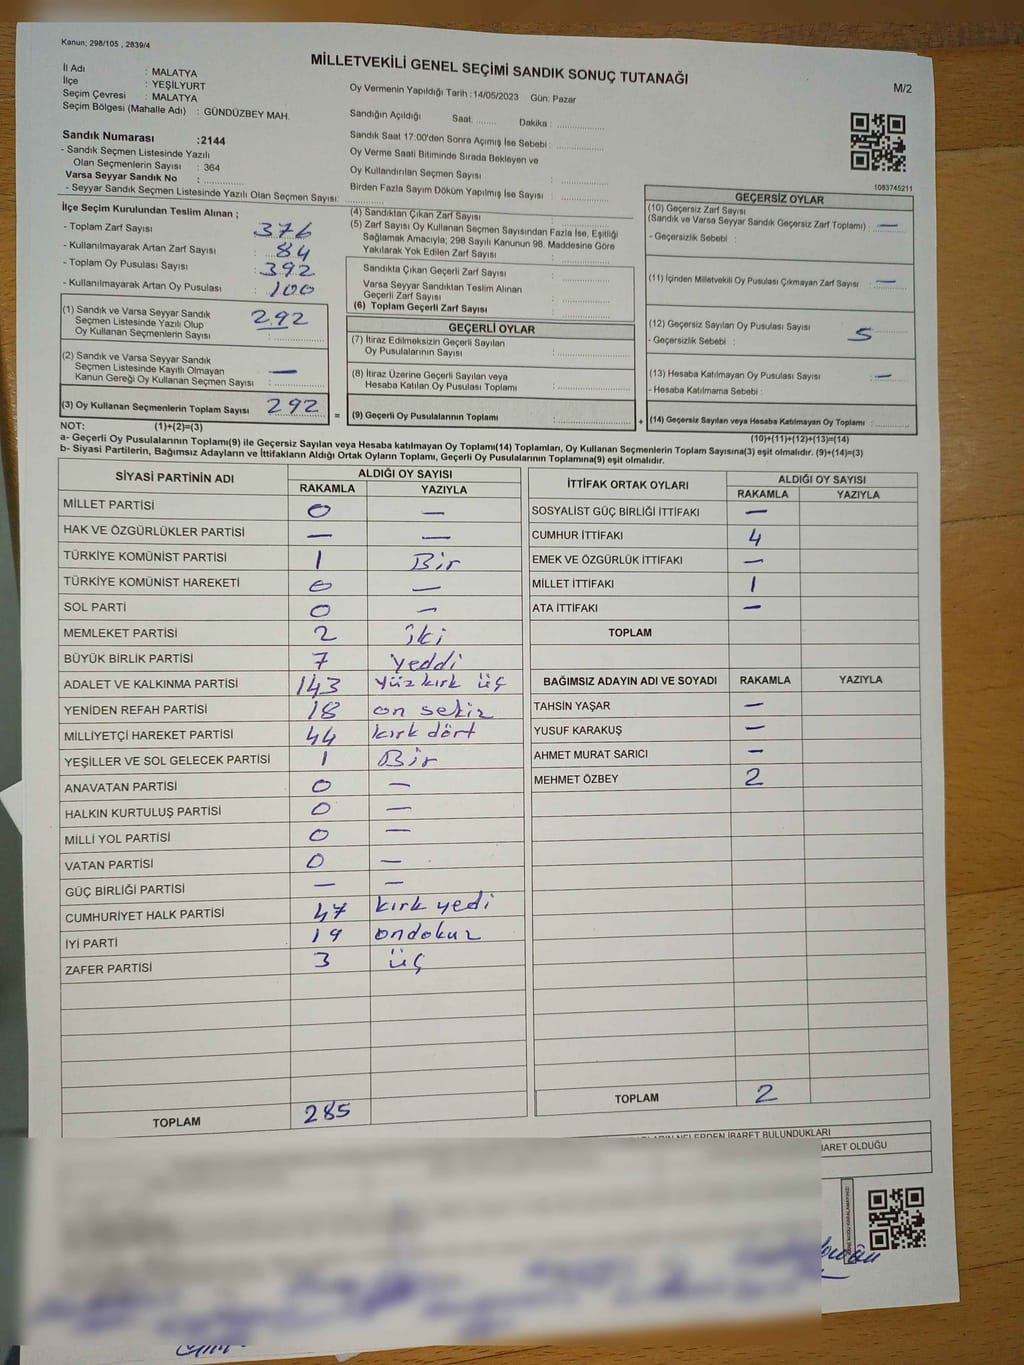 Kanun; 298/105 , 2839/4
MİLLETVEKİLİ GENEL SEÇİMİ SANDIK SONUÇ TUTANAĞI
M/2
İl Adı : MALATYA
İlçe : YEŞİLYURT
Seçim Çevresi : MALATYA
Seçim Bölgesi (Mahalle Adı) : GÜNDÜZBEY MAH.
Oy Vermenin Yapıldığı Tarih :14/05/2023 Gün: Pazar
Sandığın Açıldığı Saat: ........ Dakika : ................
Sandık Saat 17:00'den Sonra Açımış İse Sebebi : ................
Oy Verme Saati Bitiminde Sırada Bekleyen ve
Oy Kullandırılan Seçmen Sayısı : ................
Birden Fazla Sayım Döküm Yapılmış İse Sayısı : ................
1083745211
Sandık Numarası :2144
- Sandık Seçmen Listesinde Yazılı
Olan Seçmenlerin Sayısı : 364
Varsa Seyyar Sandık No : ............
- Seyyar Sandık Seçmen Listesinde Yazılı Olan Seçmen Sayısı: ................
İlçe Seçim Kurulundan Teslim Alınan ;
- Toplam Zarf Sayısı : 376
- Kullanılmayarak Artan Zarf Sayısı : 84
- Toplam Oy Pusulası Sayısı : 392
- Kullanılmayarak Artan Oy Pusulası : 100
(1) Sandık ve Varsa Seyyar Sandık
Seçmen Listesinde Yazılı Olup
Oy Kullanan Seçmenlerin Sayısı : 292
(2) Sandık ve Varsa Seyyar Sandık
Seçmen Listesinde Kayıtlı Olmayan
Kanun Gereği Oy Kullanan Seçmen Sayısı : —
(3) Oy Kullanan Seçmenlerin Toplam Sayısı 292 =
(4) Sandıktan Çıkan Zarf Sayısı : ................
(5) Zarf Sayısı Oy Kullanan Seçmen Sayısından Fazla İse, Eşitliği
Sağlamak Amacıyla; 298 Sayılı Kanunun 98. Maddesine Göre
Yakılarak Yok Edilen Zarf Sayısı : ................
Sandıkta Çıkan Geçerli Zarf Sayısı : ................
Varsa Seyyar Sandıktan Teslim Alınan
Geçerli Zarf Sayısı : ................
(6) Toplam Geçerli Zarf Sayısı : ................
GEÇERLİ OYLAR
(7) İtiraz Edilmeksizin Geçerli Sayılan
Oy Pusulalarının Sayısı : ................
(8) İtiraz Üzerine Geçerli Sayılan veya
Hesaba Katılan Oy Pusulası Toplamı : ................
(9) Geçerli Oy Pusulalarının Toplamı : ................ +
GEÇERSİZ OYLAR
(10) Geçersiz Zarf Sayısı
(Sandık ve Varsa Seyyar Sandık Geçersiz Zarf Toplamı) : —
- Geçersizlik Sebebi :
(11) İçinden Milletvekili Oy Pusulası Çıkmayan Zarf Sayısı : —
(12) Geçersiz Sayılan Oy Pusulası Sayısı : 5
- Geçersizlik Sebebi :
(13) Hesaba Katılmayan Oy Pusulası Sayısı : —
- Hesaba Katılmama Sebebi :
(14) Geçersiz Sayılan veya Hesaba Katılmayan Oy Toplamı : ........
NOT: (1)+(2)=(3)
(10)+(11)+(12)+(13)=(14)
a- Geçerli Oy Pusulalarının Toplamı(9) ile Geçersiz Sayılan veya Hesaba katılmayan Oy Toplamı(14) Toplamları, Oy Kullanan Seçmenlerin Toplam Sayısına(3) eşit olmalıdır. (9)+(14)=(3)
b- Siyasi Partilerin, Bağımsız Adayların ve İttifakların Aldığı Ortak Oyların Toplamı, Geçerli Oy Pusulalarının Toplamına(9) eşit olmalıdır.
SİYASİ PARTİNİN ADI ALDIĞI OY SAYISI
RAKAMLA YAZIYLA
MİLLET PARTİSİ 0 —
HAK VE ÖZGÜRLÜKLER PARTİSİ — —
TÜRKİYE KOMÜNİST PARTİSİ 1 Bir
TÜRKİYE KOMÜNİST HAREKETİ 0 —
SOL PARTİ 0 —
MEMLEKET PARTİSİ 2 iki
BÜYÜK BİRLİK PARTİSİ 7 yeddi
ADALET VE KALKINMA PARTİSİ 143 yüz kırk üç
YENİDEN REFAH PARTİSİ 18 on sekiz
MİLLİYETÇİ HAREKET PARTİSİ 44 kırk dört
YEŞİLLER VE SOL GELECEK PARTİSİ 1 Bir
ANAVATAN PARTİSİ 0 —
HALKIN KURTULUŞ PARTİSİ 0 —
MİLLİ YOL PARTİSİ 0 —
VATAN PARTİSİ 0 —
GÜÇ BİRLİĞİ PARTİSİ — —
CUMHURİYET HALK PARTİSİ 47 kırk yedi
İYİ PARTİ 19 ondokuz
ZAFER PARTİSİ 3 üç
TOPLAM 285
İTTİFAK ORTAK OYLARI ALDIĞI OY SAYISI
RAKAMLA YAZIYLA
SOSYALİST GÜÇ BİRLİĞİ İTTİFAKI —
CUMHUR İTTİFAKI 4
EMEK VE ÖZGÜRLÜK İTTİFAKI —
MİLLET İTTİFAKI 1
ATA İTTİFAKI —
TOPLAM
BAĞIMSIZ ADAYIN ADI VE SOYADI RAKAMLA YAZIYLA
TAHSİN YAŞAR —
YUSUF KARAKUŞ —
AHMET MURAT SARICI —
MEHMET ÖZBEY 2
TOPLAM 2
NELERDEN İBARET BULUNDUKLARI
OLDUĞU